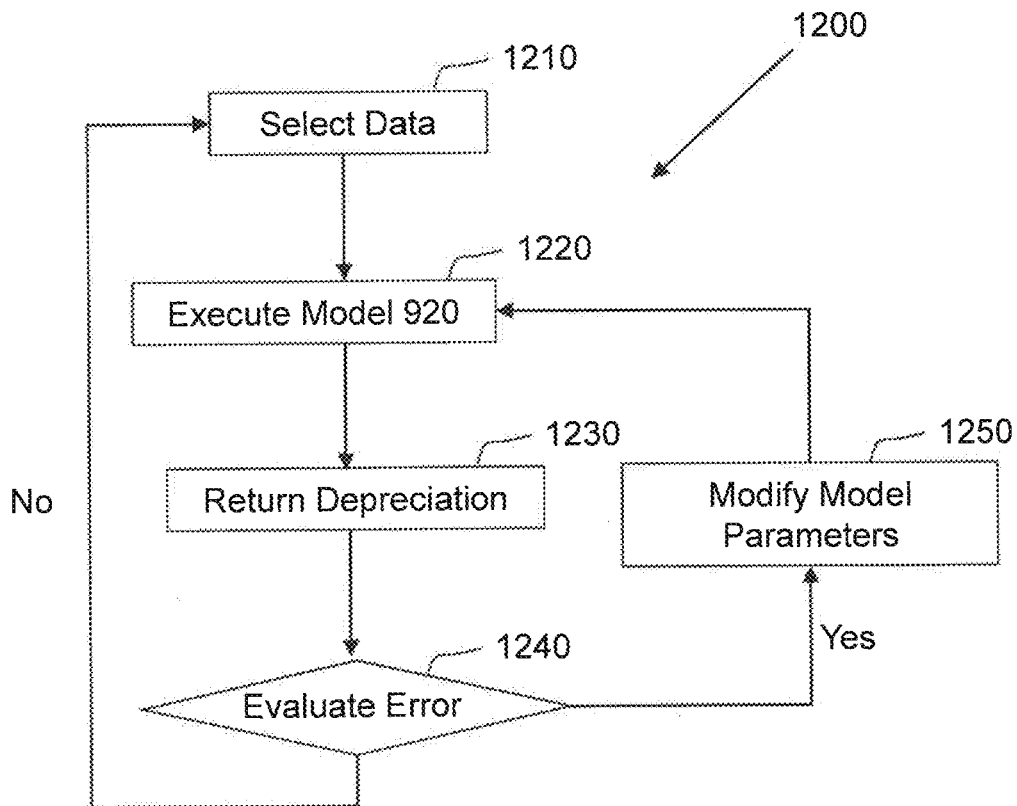 1200
1210
Select Data
1220
Execute Model 920
1230
Return Depreciation
1250
Modify Model
Parameters
No
Yes
1240
Evaluate Error